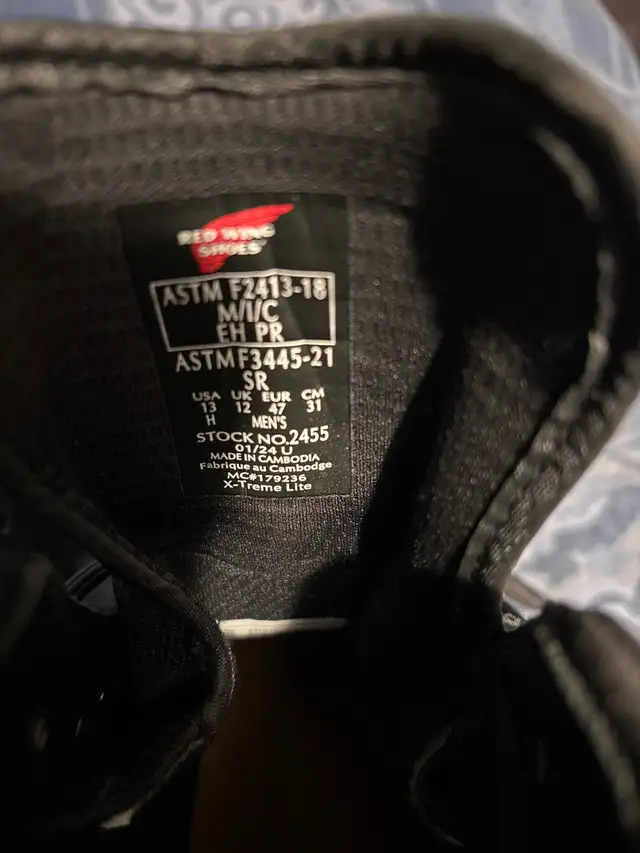 RED WING
SHOES
ASTM F2413-18
M/I/C
EH PR
ASTM F3445-21
SR
USA UK EUR CM
13 12 47 31
H MEN'S
STOCK NO.2455
01/24 U
MADE IN CAMBODIA
Fabrique au Cambodge
MC#179236
X-Treme Lite